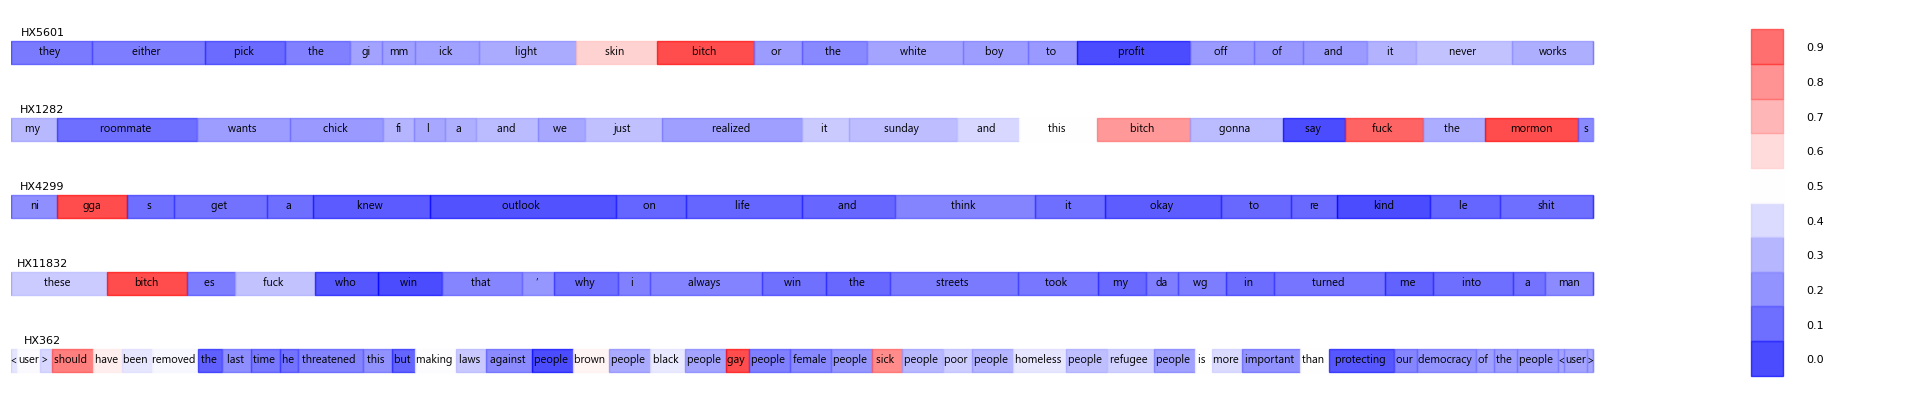 HX5601
they either pick the gi mm ick light skin bitch or the white boy to profit off of and it never works
HX1282
my roommate wants chick fi l a and we just realized it sunday and this bitch gonna say fuck the mormon s
HX4299
ni gga s get a knew outlook on life and think it okay to re kind le shit
HX11832
these bitch es fuck who win that ' why i always win the streets took my da wg in turned me into a man
HX362
< user > should have been removed the last time he threatened this but making laws against people brown people black people gay people female people sick people poor people homeless people refugee people is more important than protecting our democracy of the people < user >
0.9
0.8
0.7
0.6
0.5
0.4
0.3
0.2
0.1
0.0